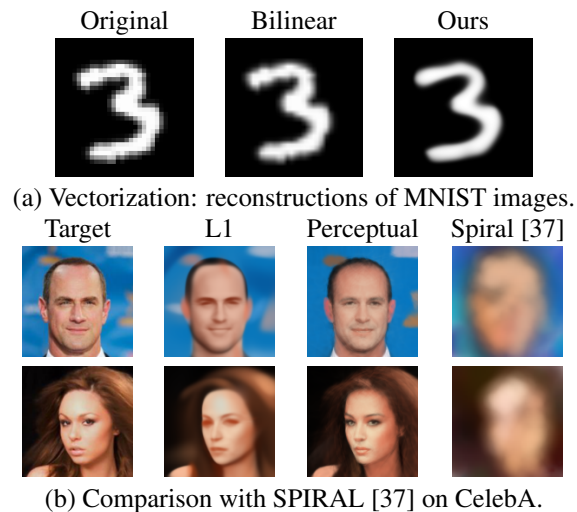 Original Bilinear Ours
(a) Vectorization: reconstructions of MNIST images.
Target L1 Perceptual Spiral [37]
(b) Comparison with SPIRAL [37] on CelebA.